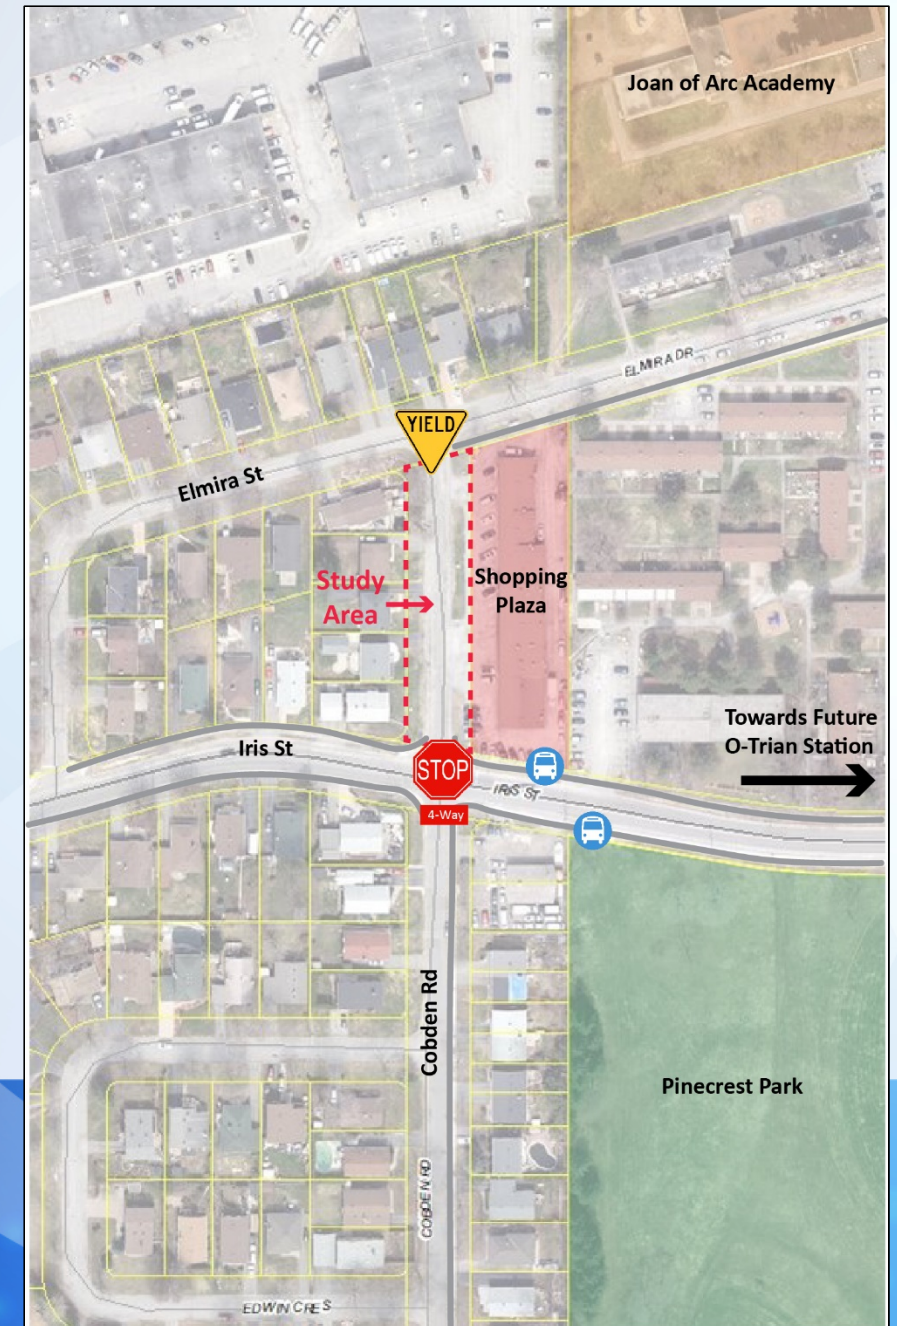 Joan of Arc Academy
ELMIRA DR
YIELD
Elmira St
Study
Area
Shopping
Plaza
Towards Future
O-Trian Station
Iris St
STOP
IRIS ST
4-Way
Cobden Rd
Pinecrest Park
COBDEN RD
EDWIN CRES